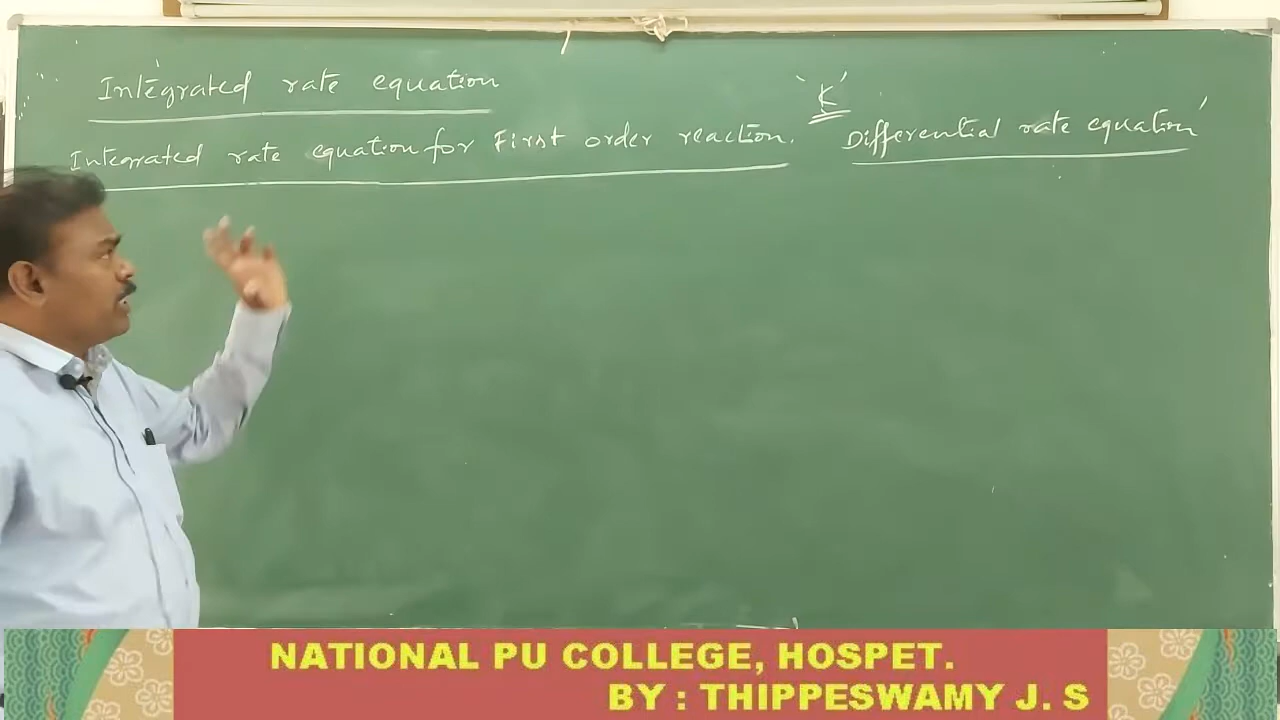 Integrated rate equation
'K'
Integrated rate equation for First order reaction. Differential rate equation'
NATIONAL PU COLLEGE, HOSPET.
BY : THIPPESWAMY J. S